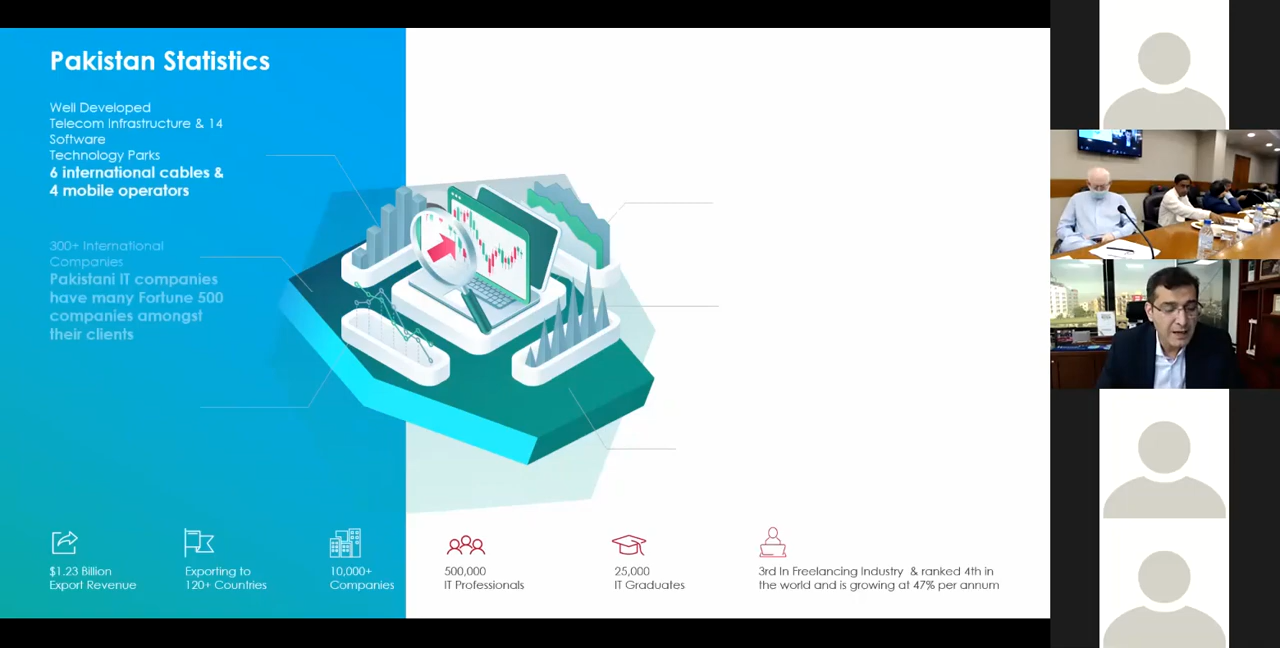 Pakistan Statistics
Well Developed
Telecom Infrastructure & 14
Software
Technology Parks
6 international cables &
4 mobile operators
300+ International
Companies
Pakistani IT companies
have many Fortune 500
companies amongst
their clients
$1.23 Billion
Export Revenue
Exporting to
120+ Countries
10,000+
Companies
500,000
IT Professionals
25,000
IT Graduates
3rd In Freelancing Industry & ranked 4th in
the world and is growing at 47% per annum